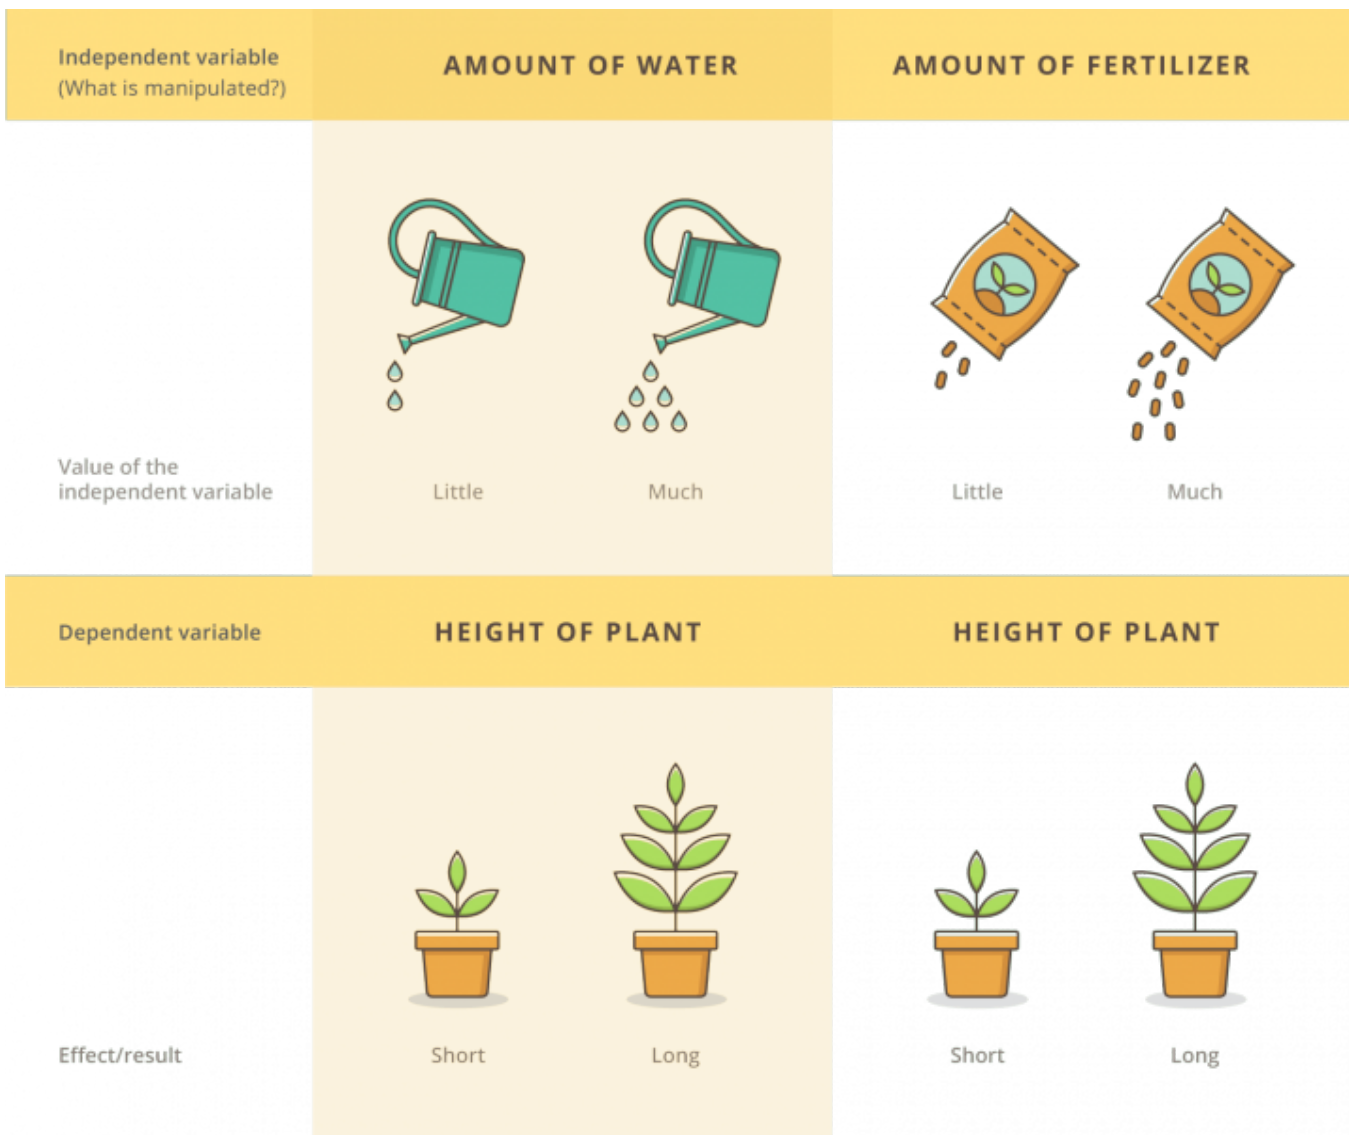 Independent variable
(What is manipulated?)
AMOUNT OF WATER
AMOUNT OF FERTILIZER
Value of the
independent variable
Little
Much
Little
Much
Dependent variable
HEIGHT OF PLANT
HEIGHT OF PLANT
Effect/result
Short
Long
Short
Long